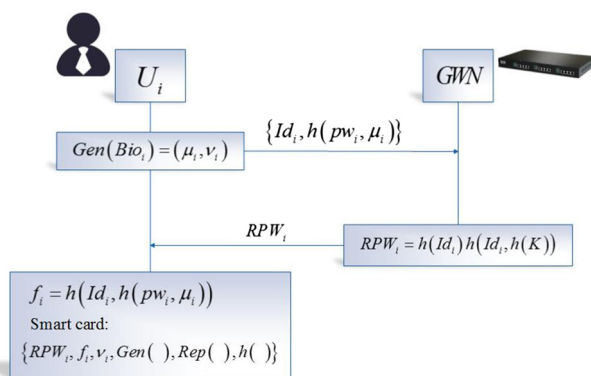 U_i
GWN
Gen(Bio_i)=(μ_i,ν_i)
{Id_i,h(pw_i,μ_i)}
RPW_i
RPW_i=h(Id_i)h(Id_i,h(K))
f_i=h(Id_i,h(pw_i,μ_i))
Smart card:
{RPW_i,f_i,ν_i,Gen( ),Rep( ),h( )}